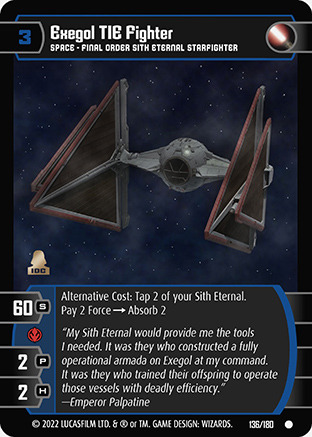 3
Exegol TIE Fighter
SPACE - FINAL ORDER SITH ETERNAL STARFIGHTER
IDC
60 S
Alternative Cost: Tap 2 of your Sith Eternal.
Pay 2 Force → Absorb 2
2 P
2 H
“My Sith Eternal would provide me the tools
I needed. It was they who constructed a fully
operational armada on Exegol at my command.
It was they who trained their offspring to operate
those vessels with deadly efficiency.”
—Emperor Palpatine
© 2022 LUCASFILM LTD. & ® or TM. GAME DESIGN: WIZARDS.
136/180